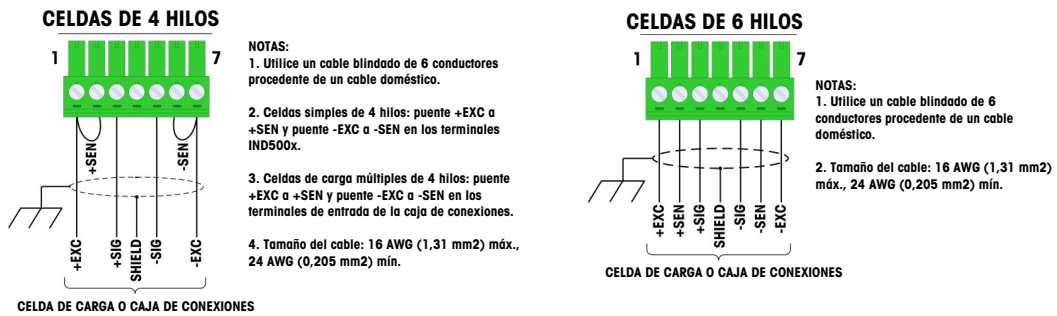 CELDAS DE 4 HILOS
1
7
+SEN
-SEN
+EXC
+SIG
SHIELD
-SIG
-EXC
CELDA DE CARGA O CAJA DE CONEXIONES
NOTAS:
1. Utilice un cable blindado de 6 conductores
procedente de un cable doméstico.
2. Celdas simples de 4 hilos: puente +EXC a
+SEN y puente -EXC a -SEN en los terminales
IND500x.
3. Celdas de carga múltiples de 4 hilos: puente
+EXC a +SEN y puente -EXC a -SEN en los
terminales de entrada de la caja de conexiones.
4. Tamaño del cable: 16 AWG (1,31 mm2) máx.,
24 AWG (0,205 mm2) mín.
CELDAS DE 6 HILOS
1
7
+EXC
+SEN
+SIG
SHIELD
-SIG
-SEN
-EXC
CELDA DE CARGA O CAJA DE CONEXIONES
NOTAS:
1. Utilice un cable blindado de 6
conductores procedente de un cable
doméstico.
2. Tamaño del cable: 16 AWG (1,31 mm2)
máx., 24 AWG (0,205 mm2) mín.